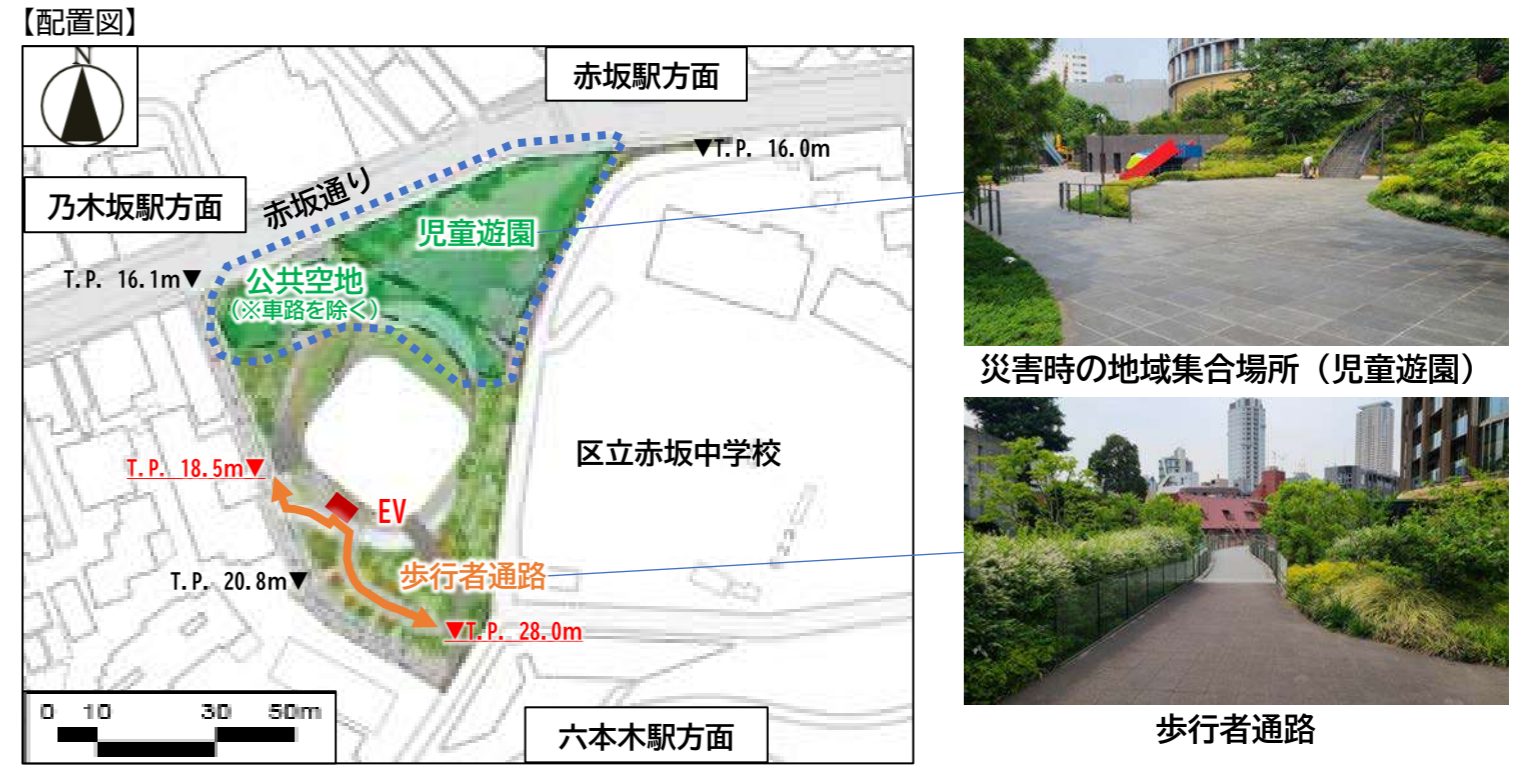 【配置図】
N
赤坂駅方面
▼T.P. 16.0m
乃木坂駅方面
赤坂通り
児童遊園
T.P. 16.1m▼
公共空地
（※車路を除く）
災害時の地域集合場所（児童遊園）
区立赤坂中学校
T.P. 18.5m▼
EV
T.P. 20.8m▼
歩行者通路
▼T.P. 28.0m
0 10 30 50m
六本木駅方面
歩行者通路